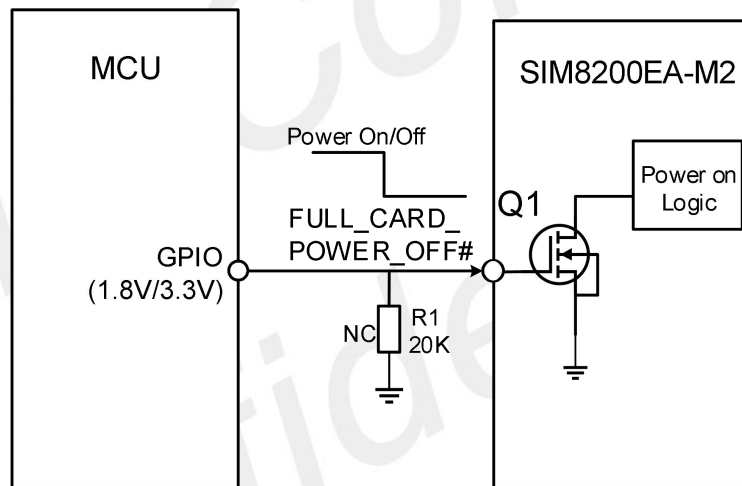 MCU
SIM8200EA-M2
Power On/Off
Power on
Logic
Q1
FULL_CARD_
POWER_OFF#
GPIO
(1.8V/3.3V)
NC
R1
20K